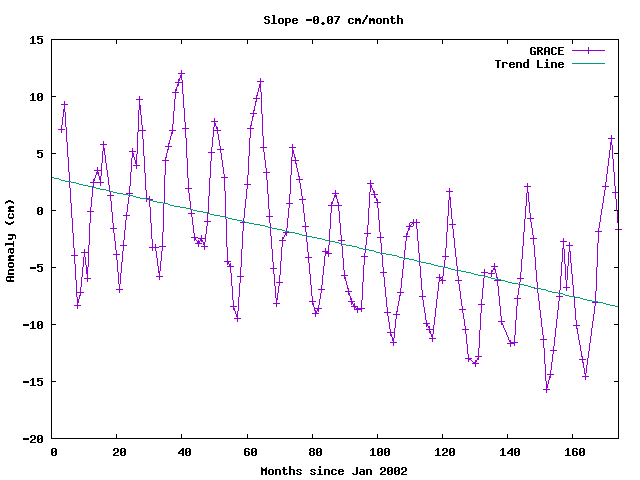 Slope -0.07 cm/month
15
GRACE
Trend Line
10
5
0
Anomaly (cm)
-5
-10
-15
-20
0 20 40 60 80 100 120 140 160
Months since Jan 2002